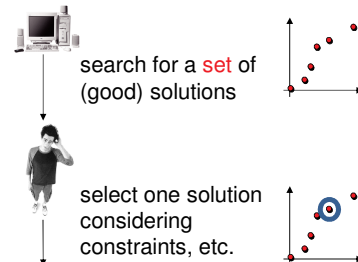 search for a set of
(good) solutions
select one solution
considering
constraints, etc.